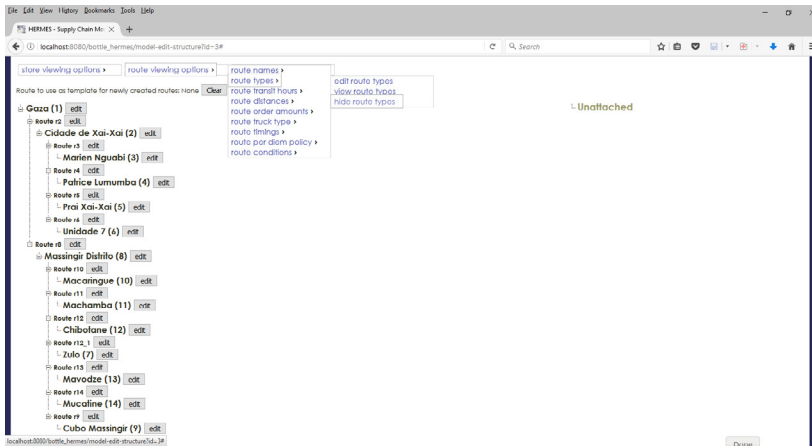 File Edit View History Bookmarks Tools Help
HERMES - Supply Chain Mo
localhost:8080/bottle_hermes/model-edit-structure?id=3#
Search
store viewing options
route viewing options
route names
route types
route transit hours
route distances
route order amounts
route truck type
route timings
route per diem policy
route conditions
edit route types
view route types
hide route types
Route to use as template for newly created routes: None Clear
Unattached
Gaza (1) edit
Route r2 edit
Cidade de Xai-Xai (2) edit
Route r3 edit
Marien Nguabi (3) edit
Route r4 edit
Patrice Lumumba (4) edit
Route r5 edit
Prai Xai-Xai (5) edit
Route r6 edit
Unidade 7 (6) edit
Route r8 edit
Massingir Distrito (8) edit
Route r10 edit
Macaringue (10) edit
Route r11 edit
Machamba (11) edit
Route r12 edit
Chibotane (12) edit
Route r12_1 edit
Zulo (7) edit
Route r13 edit
Mavodze (13) edit
Route r14 edit
Mucatine (14) edit
Route r9 edit
Cubo Massingir (9) edit
localhost:8080/bottle_hermes/model-edit-structure?id=3#
Done